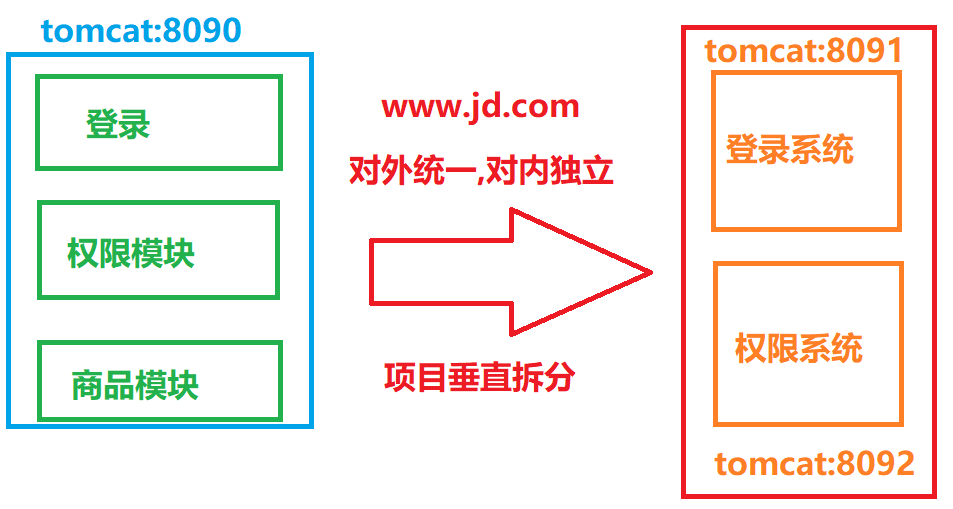 tomcat:8090
登录
权限模块
商品模块
www.jd.com
对外统一,对内独立
项目垂直拆分
tomcat:8091
登录系统
权限系统
tomcat:8092